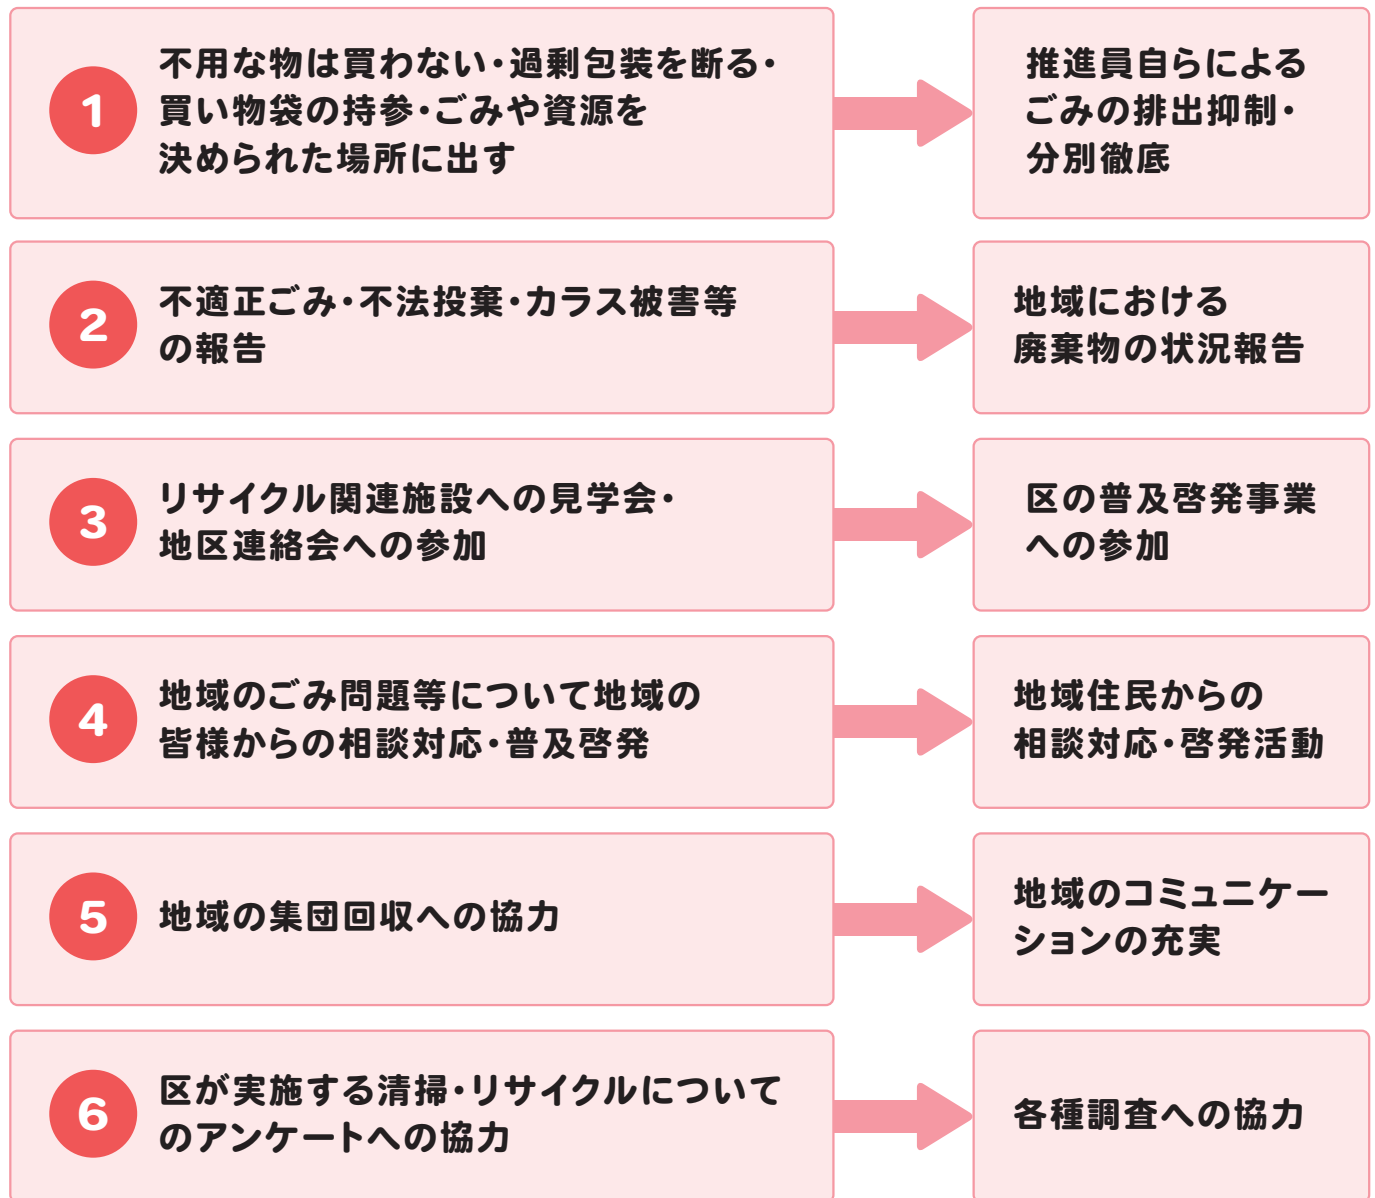 1
不用な物は買わない・過剰包装を断る・
買い物袋の持参・ごみや資源を
決められた場所に出す
推進員自らによる
ごみの排出抑制・
分別徹底
2
不適正ごみ・不法投棄・カラス被害等
の報告
地域における
廃棄物の状況報告
3
リサイクル関連施設への見学会・
地区連絡会への参加
区の普及啓発事業
への参加
4
地域のごみ問題等について地域の
皆様からの相談対応・普及啓発
地域住民からの
相談対応・啓発活動
5
地域の集団回収への協力
地域のコミュニケー
ションの充実
6
区が実施する清掃・リサイクルについて
のアンケートへの協力
各種調査への協力